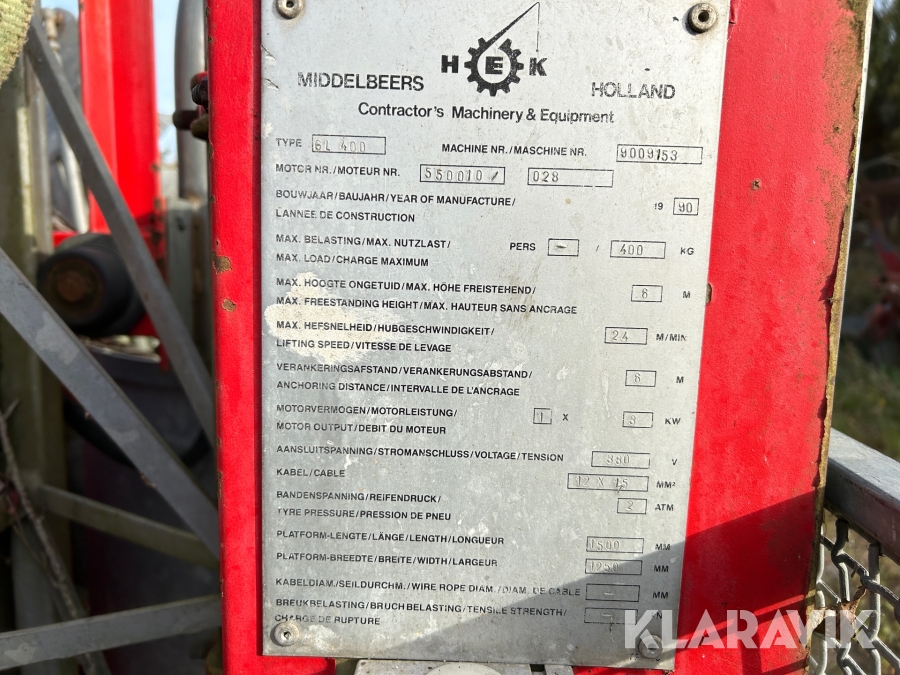 HEK
MIDDELBEERS HOLLAND
Contractor's Machinery & Equipment
TYPE GL 400 MACHINE NR./MASCHINE NR. 9009153
MOTOR NR./MOTEUR NR. 550010 / 028
BOUWJAAR/BAUJAHR/YEAR OF MANUFACTURE/ 19 90
LANNEE DE CONSTRUCTION
MAX. BELASTING/MAX. NUTZLAST/ PERS - / 400 KG
MAX. LOAD/CHARGE MAXIMUM
MAX. HOOGTE ONGETUID/MAX. HÖHE FREISTEHEND/ 6 M
MAX. FREESTANDING HEIGHT/MAX. HAUTEUR SANS ANCRAGE
MAX. HEFSNELHEID/HUBGESCHWINDIGKEIT/ 24 M/MIN
LIFTING SPEED/VITESSE DE LEVAGE
VERANKERINGSAFSTAND/VERANKERUNGSABSTAND/ 6 M
ANCHORING DISTANCE/INTERVALLE DE L'ANCRAGE
MOTORVERMOGEN/MOTORLEISTUNG/ 1 X 3 KW
MOTOR OUTPUT/DEBIT DU MOTEUR
AANSLUITSPANNING/STROMANSCHLUSS/VOLTAGE/TENSION 380 V
KABEL/CABLE 12 X 15 MM²
BANDENSPANNING/REIFENDRUCK/ 2 ATM
TYRE PRESSURE/PRESSION DE PNEU
PLATFORM-LENGTE/LÄNGE/LENGTH/LONGUEUR 1500 MM
PLATFORM-BREEDTE/BREITE/WIDTH/LARGEUR 1250 MM
KABELDIAM./SEILDURCHM./WIRE ROPE DIAM./DIAM. DE CABLE - MM
BREUKBELASTING/BRUCHBELASTING/TENSILE STRENGTH/ -
CHARGE DE RUPTURE
KLARAVIK